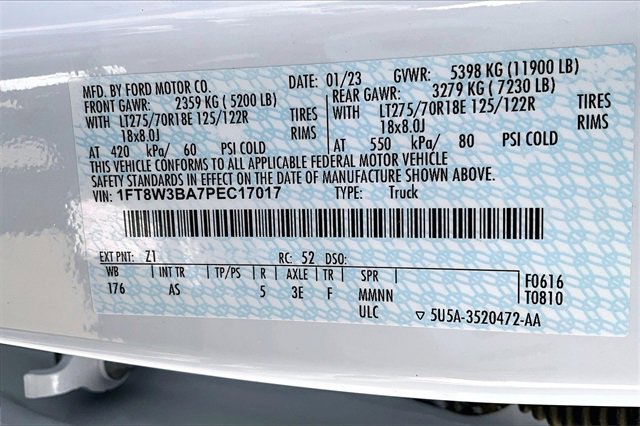 MFD. BY FORD MOTOR CO. DATE: 01/23 GVWR: 5398 KG (11900 LB)
FRONT GAWR: 2359 KG (5200 LB) REAR GAWR: 3279 KG (7230 LB)
WITH LT275/70R18E 125/122R TIRES WITH LT275/70R18E 125/122R TIRES
18x8.0J RIMS 18x8.0J RIMS
AT 420 kPa/ 60 PSI COLD AT 550 kPa/ 80 PSI COLD
THIS VEHICLE CONFORMS TO ALL APPLICABLE FEDERAL MOTOR VEHICLE
SAFETY STANDARDS IN EFFECT ON THE DATE OF MANUFACTURE SHOWN ABOVE.
VIN: 1FT8W3BA7PEC17017 TYPE: Truck
EXT PNT: Z1 RC: 52 DSO:
WB INT TR TP/PS R AXLE TR SPR F0616
176 AS 5 3E F MMNN T0810
ULC ▽ 5U5A-3520472-AA